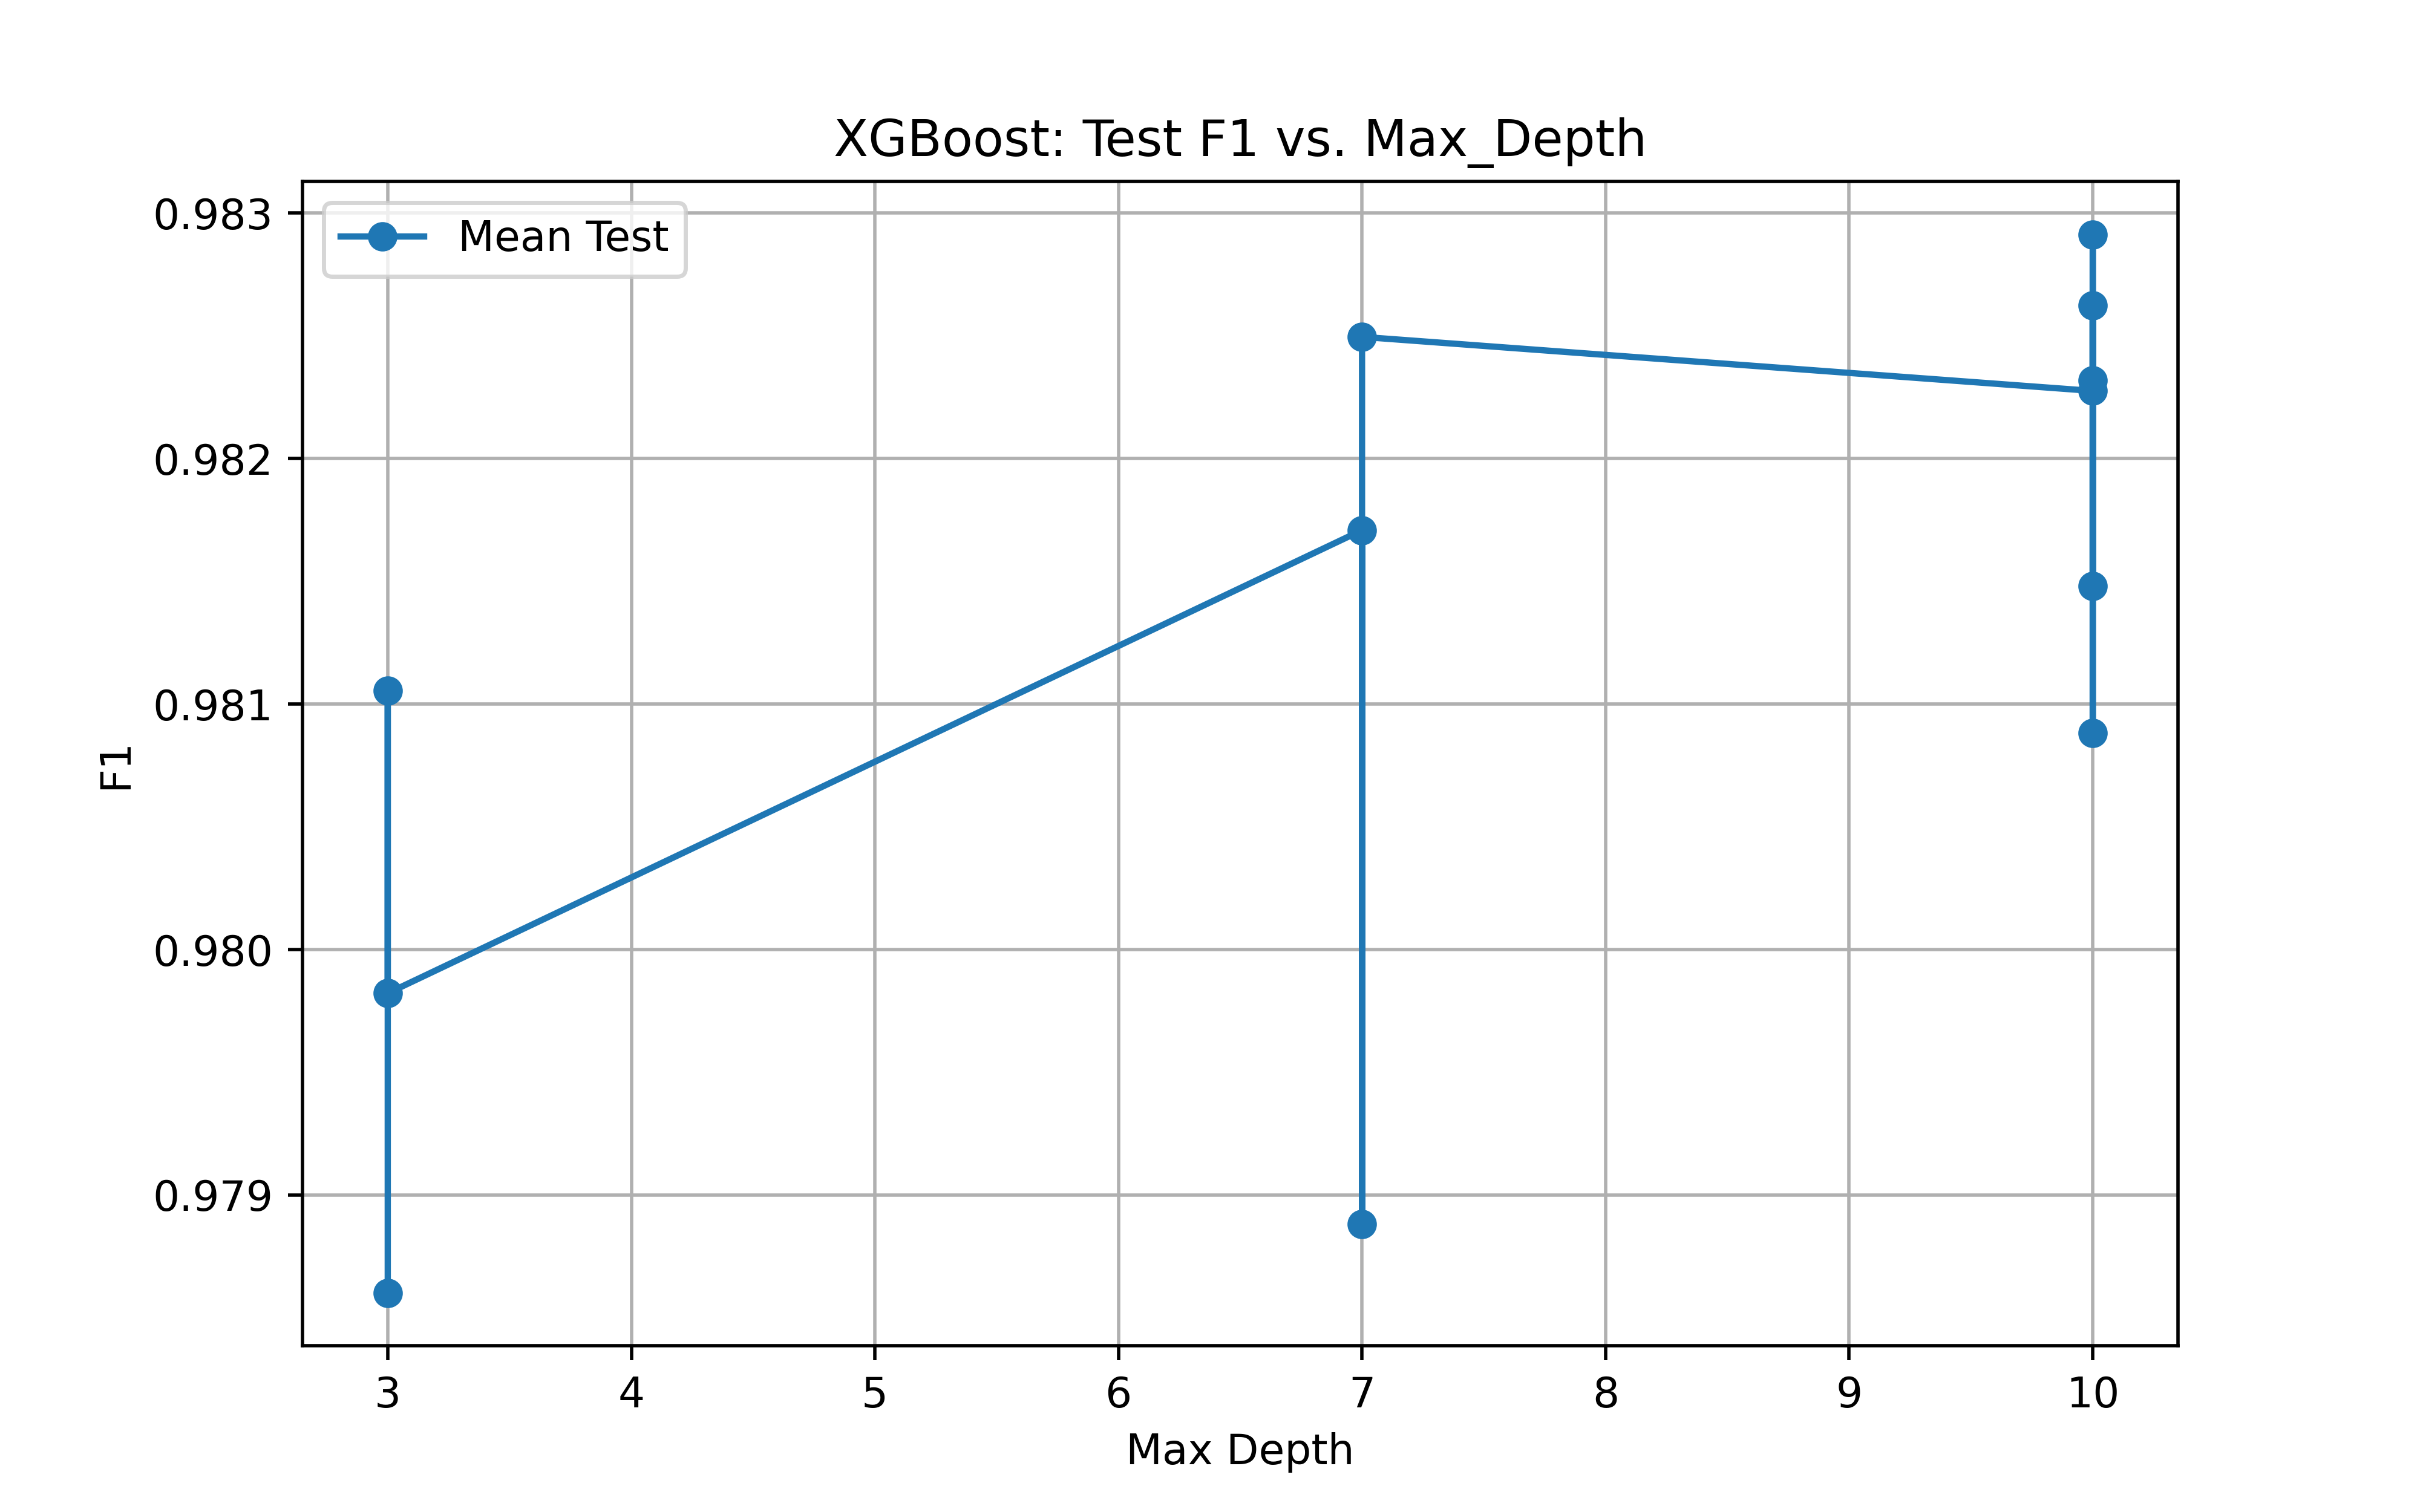 XGBoost: Test F1 vs. Max_Depth
Mean Test
0.983
0.982
0.981
0.980
0.979
F1
3 4 5 6 7 8 9 10
Max Depth